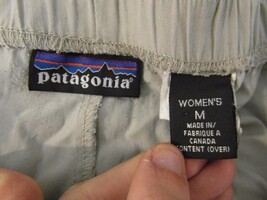 patagonia
WOMEN'S
M
MADE IN/
FABRIQUE A
CANADA
CONTENT (OVER)